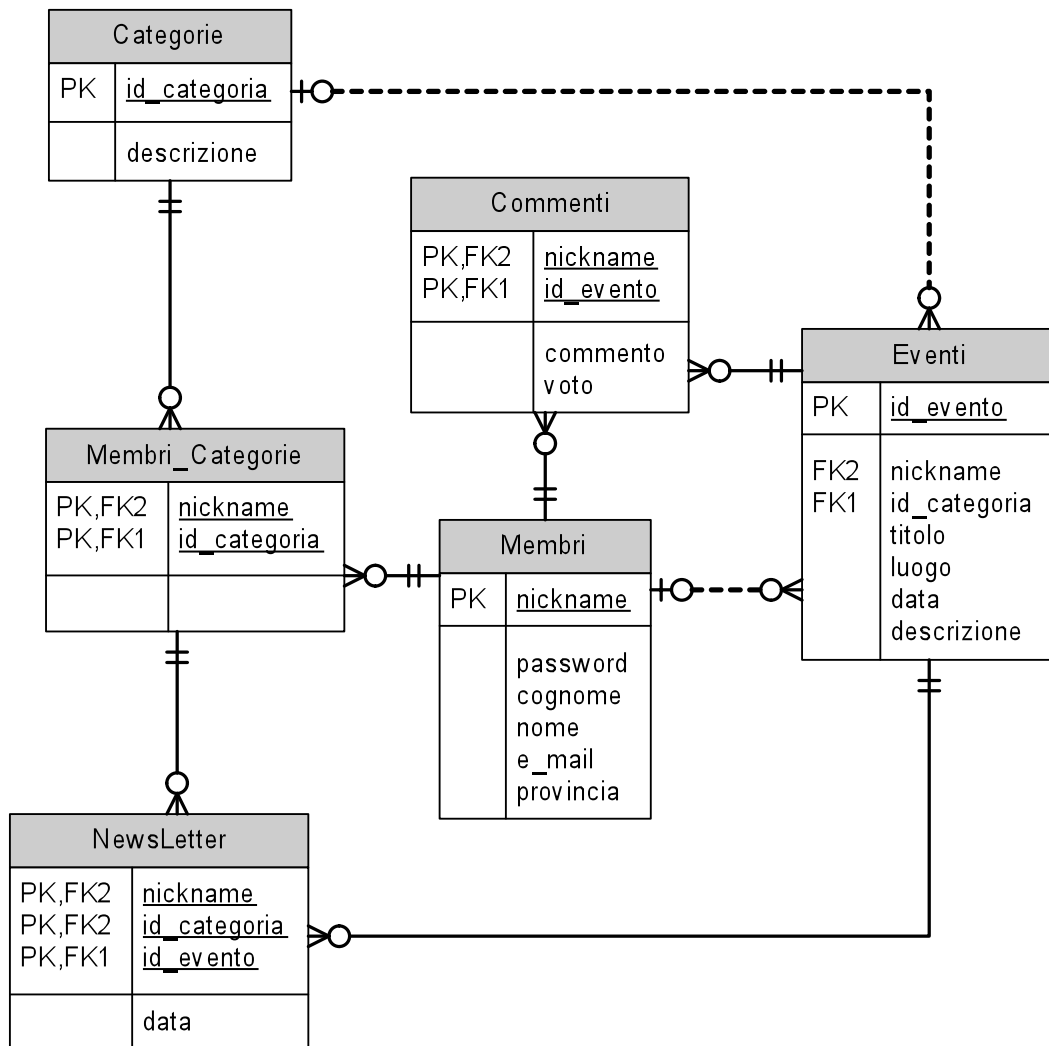 Categorie
PK id_categoria
descrizione
Commenti
PK,FK2 nickname
PK,FK1 id_evento
commento
voto
Eventi
PK id_evento
FK2 nickname
FK1 id_categoria
titolo
luogo
data
descrizione
Membri_Categorie
PK,FK2 nickname
PK,FK1 id_categoria
Membri
PK nickname
password
cognome
nome
e_mail
provincia
NewsLetter
PK,FK2 nickname
PK,FK2 id_categoria
PK,FK1 id_evento
data